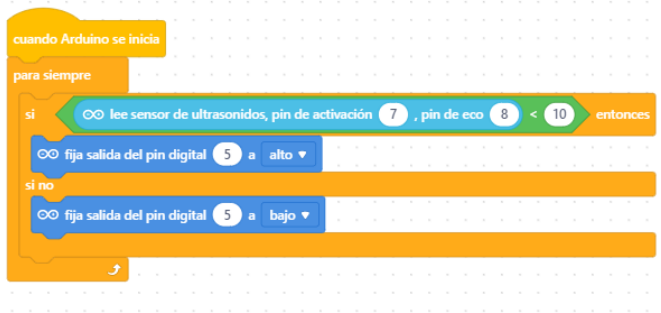 cuando Arduino se inicia
para siempre
si lee sensor de ultrasonidos, pin de activación 7 , pin de eco 8 < 10 entonces
fija salida del pin digital 5 a alto
si no
fija salida del pin digital 5 a bajo